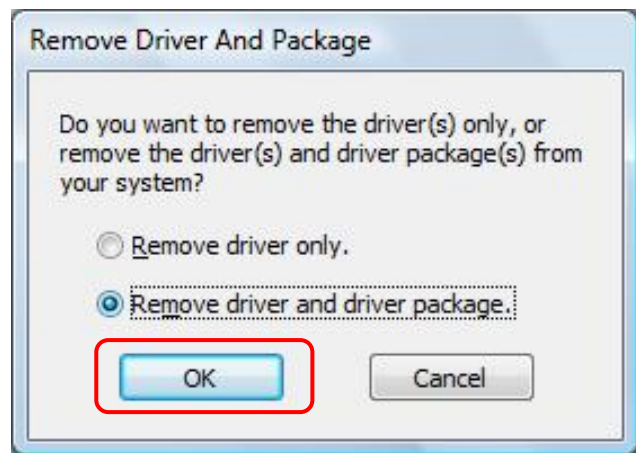 Remove Driver And Package
Do you want to remove the driver(s) only, or
remove the driver(s) and driver package(s) from
your system?
Remove driver only.
Remove driver and driver package.
OK Cancel